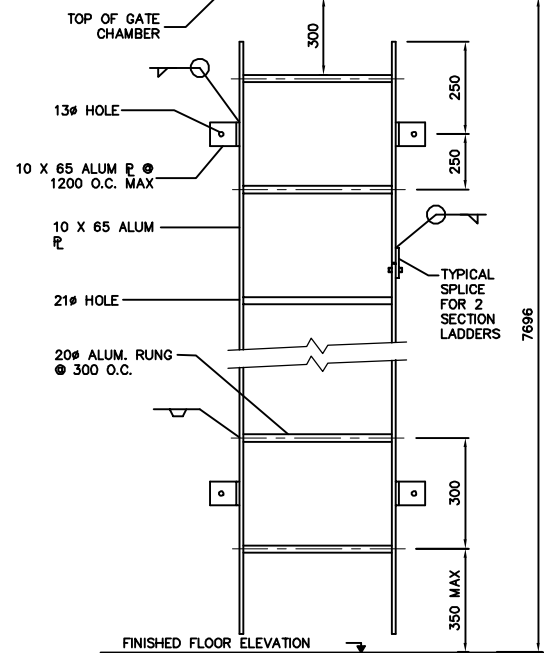 TOP OF GATE
CHAMBER
300
250
13ø HOLE
10 X 65 ALUM ⅊ @
1200 O.C. MAX
250
10 X 65 ALUM
⅊
TYPICAL
SPLICE
FOR 2
SECTION
LADDERS
21ø HOLE
7696
20ø ALUM. RUNG
@ 300 O.C.
300
350 MAX
FINISHED FLOOR ELEVATION